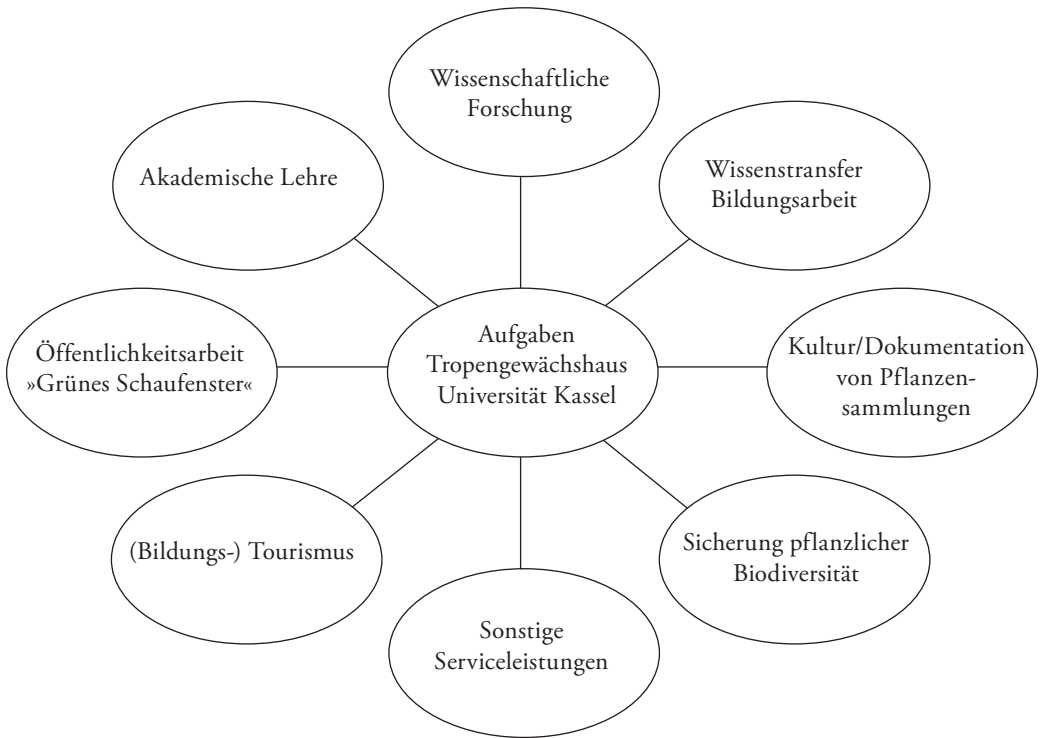 Wissenschaftliche
Forschung
Akademische Lehre
Wissenstransfer
Bildungsarbeit
Öffentlichkeitsarbeit
»Grünes Schaufenster«
Aufgaben
Tropengewächshaus
Universität Kassel
Kultur/Dokumentation
von Pflanzen-
sammlungen
(Bildungs-) Tourismus
Sicherung pflanzlicher
Biodiversität
Sonstige
Serviceleistungen